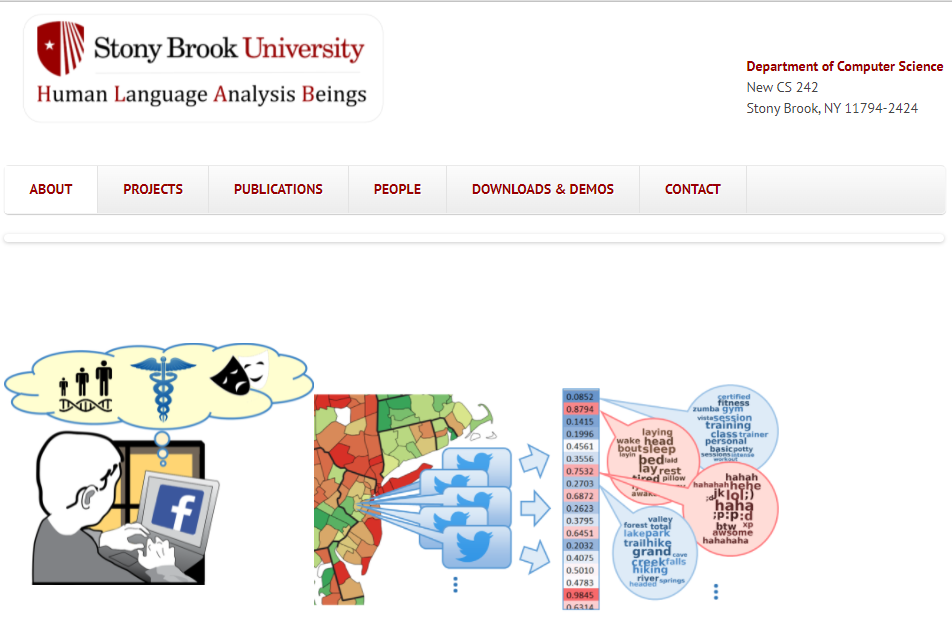 Stony Brook University
Human Language Analysis Beings
Department of Computer Science
New CS 242
Stony Brook, NY 11794-2424
ABOUT
PROJECTS
PUBLICATIONS
PEOPLE
DOWNLOADS & DEMOS
CONTACT
f
0.0852
0.8794
0.1415
0.1996
0.4561
0.3556
0.7532
0.2703
0.6872
0.2623
0.3795
0.6451
0.2032
0.4075
0.5010
0.4783
0.9845
0.6314
certified
fitness
zumba gym
vista session
training
class trainer
personal
basic potty
sessions intense
workout
laying
wake head
bout sleep
layin bed laid
lay rest
tired pillow
awake
hahah
hahahah hehe
jk lol ;)
;d haha
;p :p :d
btw xp
awsome
hahahaha
valley
forest total
lake park
trail hike
grand cave
creek falls
hiking
river springs
headed